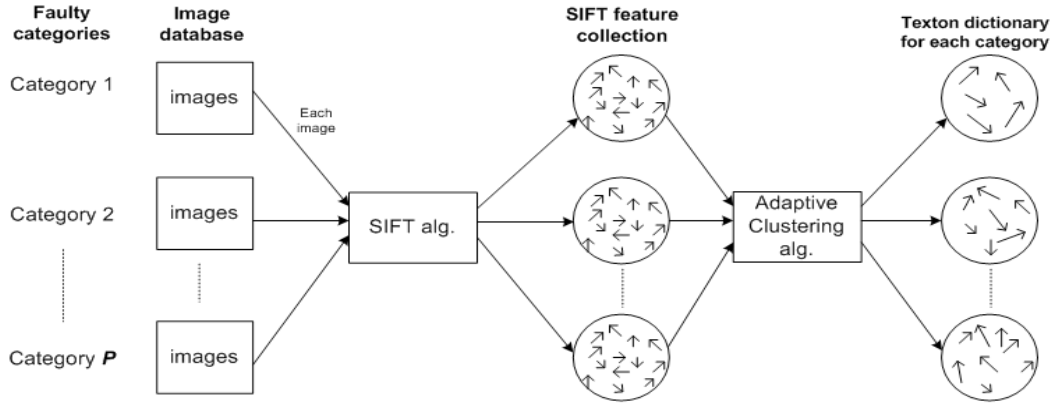 Faulty
categories
Image
database
SIFT feature
collection
Texton dictionary
for each category
Category 1
images
Each
image
Category 2
images
SIFT alg.
Adaptive
Clustering
alg.
Category P
images